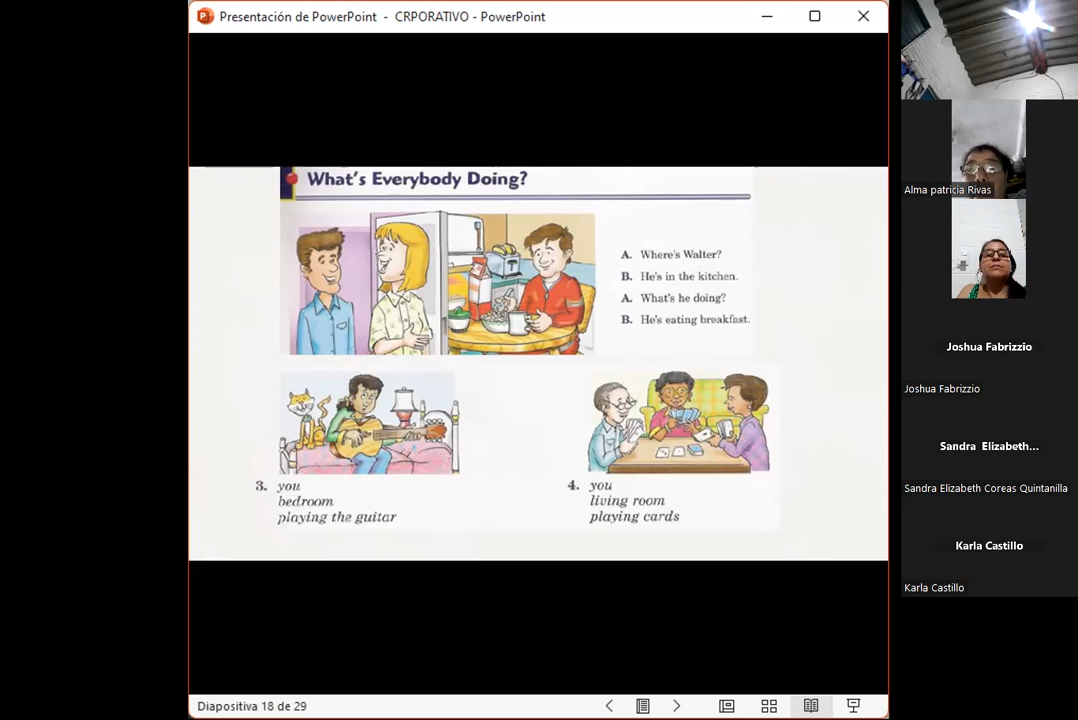 Presentación de PowerPoint - CRPORATIVO - PowerPoint
What's Everybody Doing?
A. Where's Walter?
B. He's in the kitchen.
A. What's he doing?
B. He's eating breakfast.
3. you
bedroom
playing the guitar
4. you
living room
playing cards
Diapositiva 18 de 29
Alma patricia Rivas
Joshua Fabrizzio
Joshua Fabrizzio
Sandra Elizabeth...
Sandra Elizabeth Coreas Quintanilla
Karla Castillo
Karla Castillo